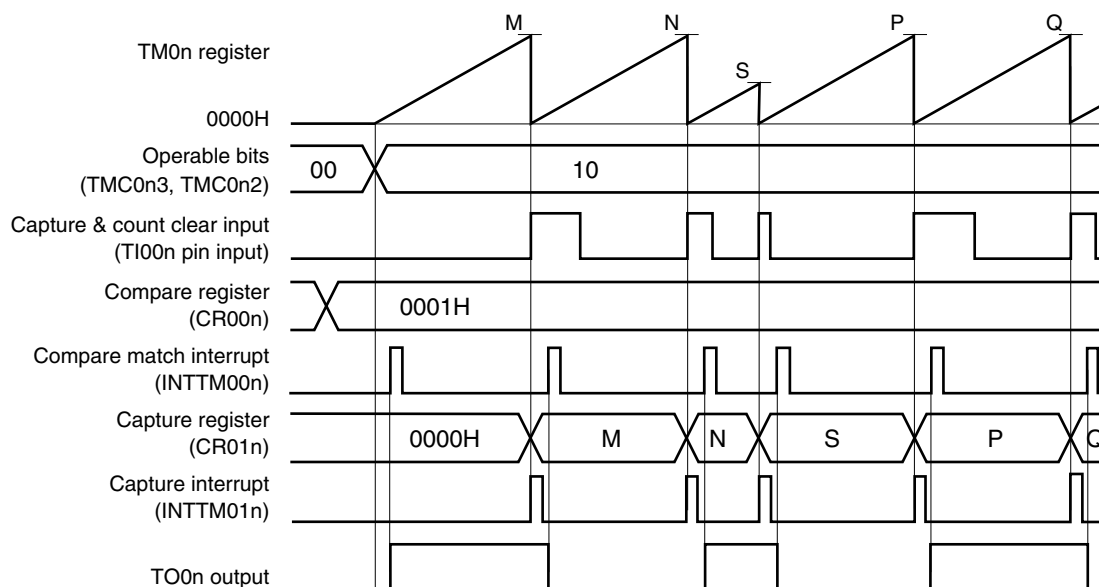 M N S P Q
TM0n register
0000H
Operable bits
(TMC0n3, TMC0n2)
00 10
Capture & count clear input
(TI00n pin input)
Compare register
(CR00n)
0001H
Compare match interrupt
(INTTM00n)
Capture register
(CR01n)
0000H M N S P Q
Capture interrupt
(INTTM01n)
TO0n output